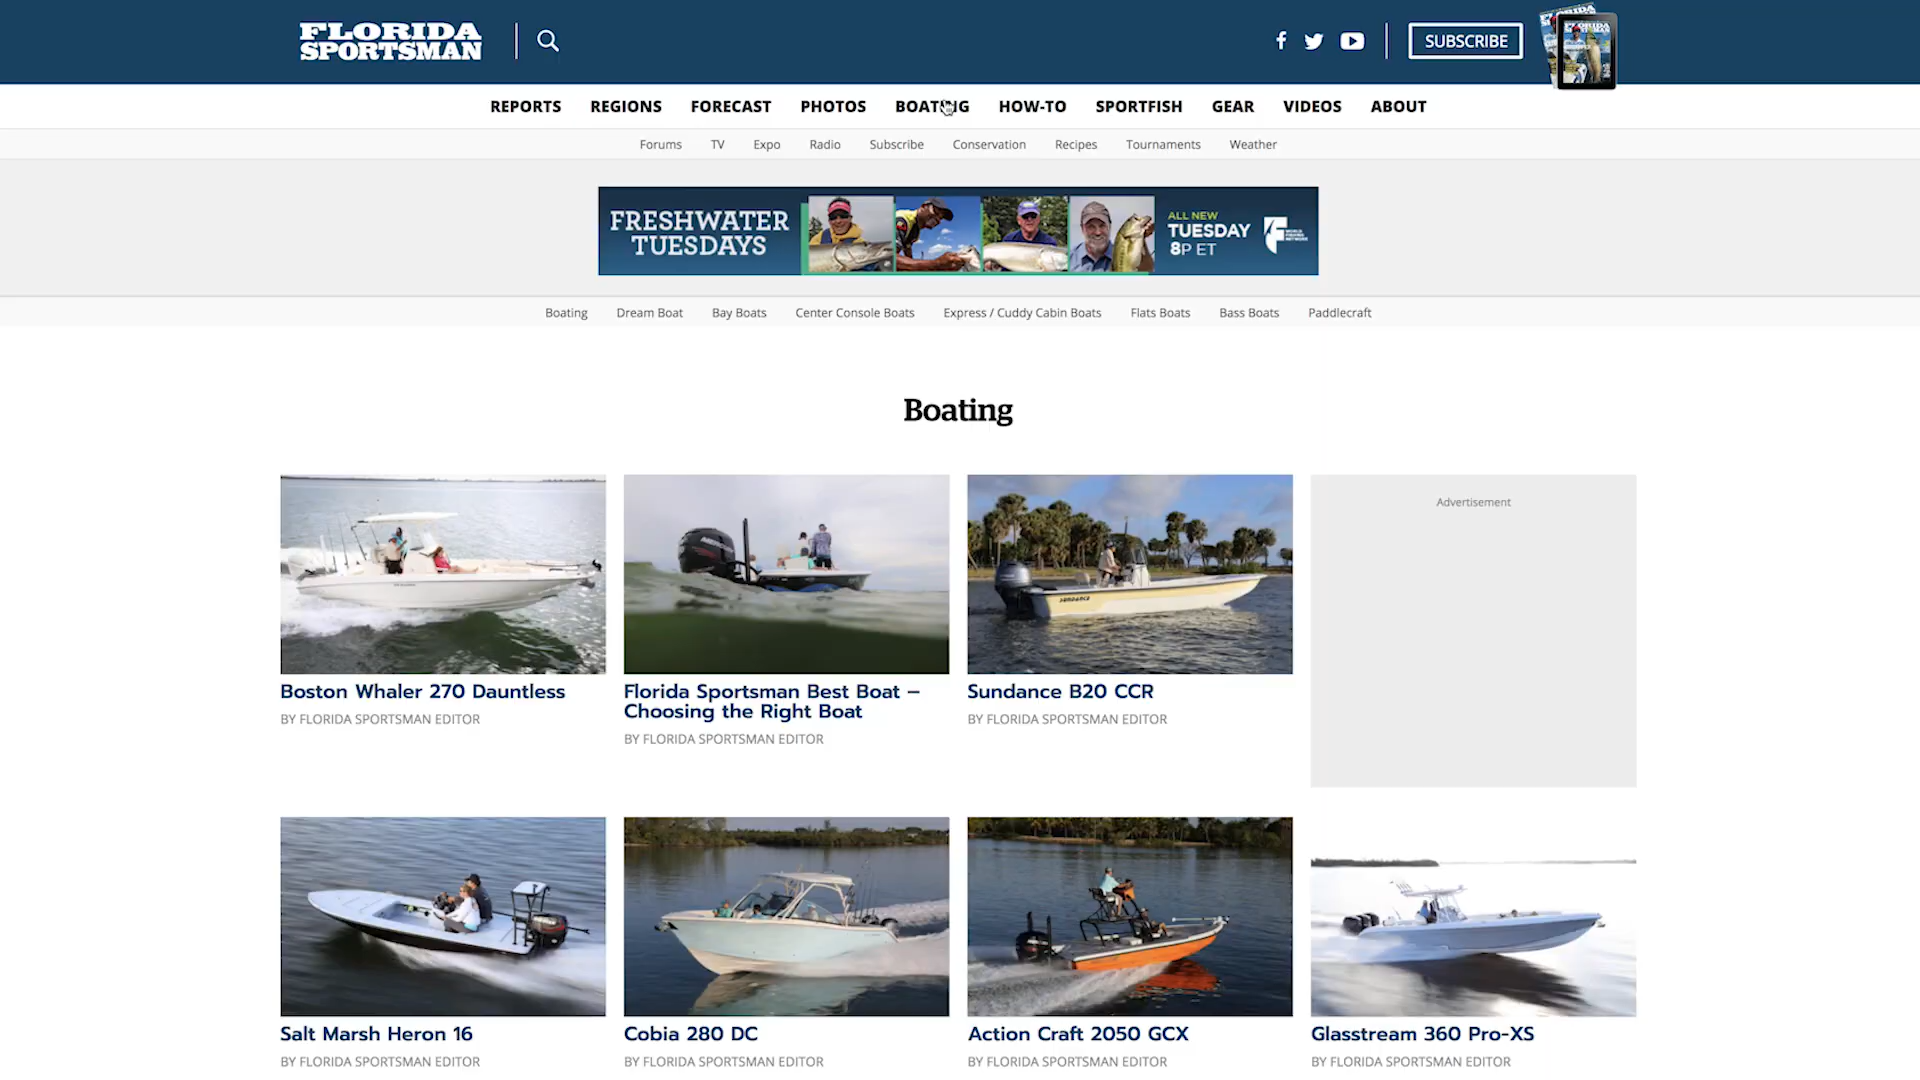 FLORIDA
SPORTSMAN
SUBSCRIBE
REPORTS REGIONS FORECAST PHOTOS BOATING HOW-TO SPORTFISH GEAR VIDEOS ABOUT
Forums TV Expo Radio Subscribe Conservation Recipes Tournaments Weather
FRESHWATER
TUESDAYS
ALL NEW
TUESDAY
8P ET
Boating Dream Boat Bay Boats Center Console Boats Express / Cuddy Cabin Boats Flats Boats Bass Boats Paddlecraft
Boating
Advertisement
SUNDANCE
Boston Whaler 270 Dauntless
BY FLORIDA SPORTSMAN EDITOR
Florida Sportsman Best Boat –
Choosing the Right Boat
BY FLORIDA SPORTSMAN EDITOR
Sundance B20 CCR
BY FLORIDA SPORTSMAN EDITOR
Salt Marsh Heron 16
BY FLORIDA SPORTSMAN EDITOR
Cobia 280 DC
BY FLORIDA SPORTSMAN EDITOR
Action Craft 2050 GCX
BY FLORIDA SPORTSMAN EDITOR
Glasstream 360 Pro-XS
BY FLORIDA SPORTSMAN EDITOR